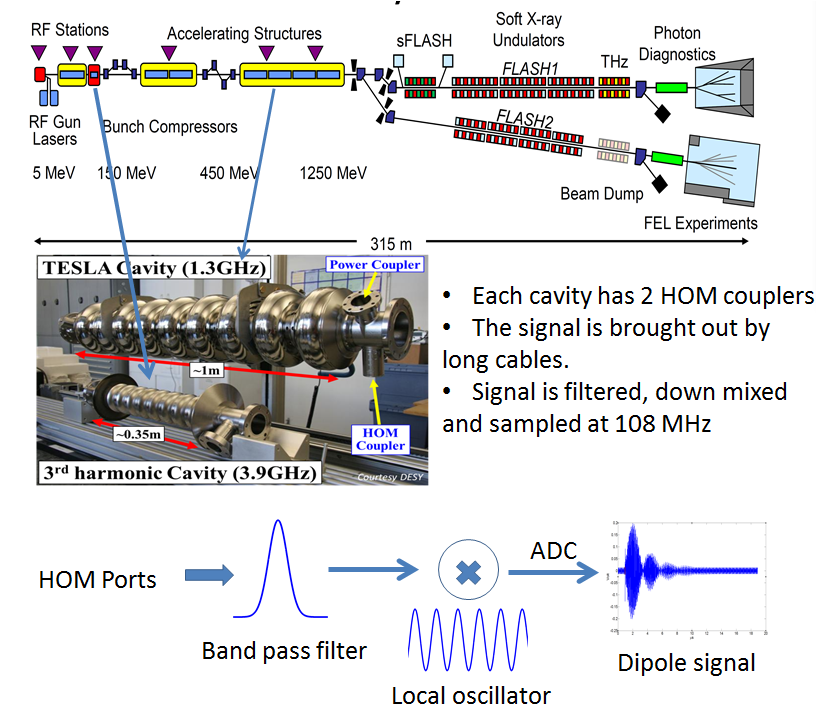 RF Stations
Accelerating Structures
sFLASH
Soft X-ray
Undulators
FLASH1
THz
Photon
Diagnostics
RF Gun
Lasers
Bunch Compressors
FLASH2
5 MeV
150 MeV
450 MeV
1250 MeV
Beam Dump
FEL Experiments
315 m
TESLA Cavity (1.3GHz)
Power Coupler
~1m
HOM
Coupler
~0.35m
3rd harmonic Cavity (3.9GHz)
Courtesy DESY
• Each cavity has 2 HOM couplers
• The signal is brought out by
long cables.
• Signal is filtered, down mixed
and sampled at 108 MHz
HOM Ports
Band pass filter
Local oscillator
ADC
Dipole signal